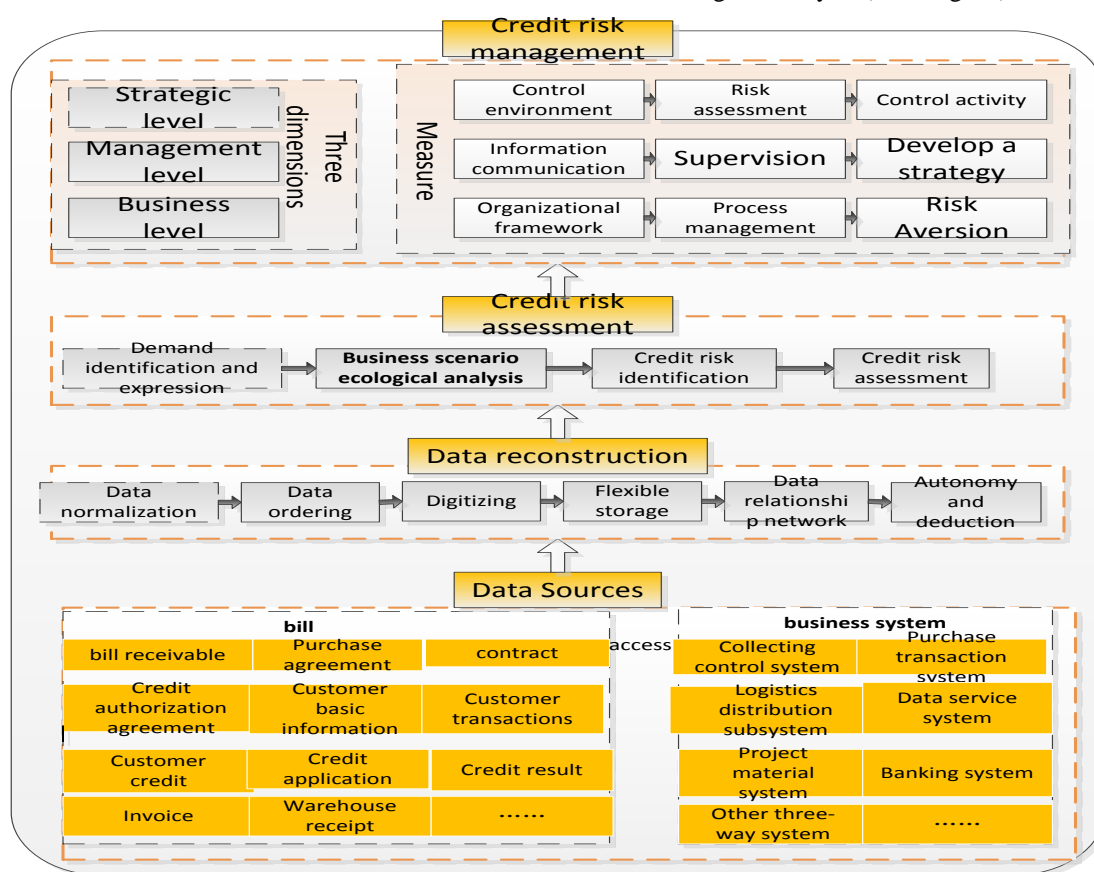 Credit risk
management
Strategic
level
Management
level
Business
level
Three
dimensions
Measure
Control
environment
Risk
assessment
Control activity
Information
communication
Supervision
Develop a
strategy
Organizational
framework
Process
management
Risk
Aversion
Credit risk
assessment
Demand
identification and
expression
Business scenario
ecological analysis
Credit risk
identification
Credit risk
assessment
Data reconstruction
Data
normalization
Data
ordering
Digitizing
Flexible
storage
Data
relationshi
p network
Autonomy
and
deduction
Data Sources
bill
bill receivable
Purchase
agreement
contract
Credit
authorization
agreement
Customer
basic
information
Customer
transactions
Customer
credit
Credit
application
Credit result
Invoice
Warehouse
receipt
......
access
business system
Collecting
control system
Purchase
transaction
system
Logistics
distribution
subsystem
Data service
system
Project
material
system
Banking system
Other three-
way system
......